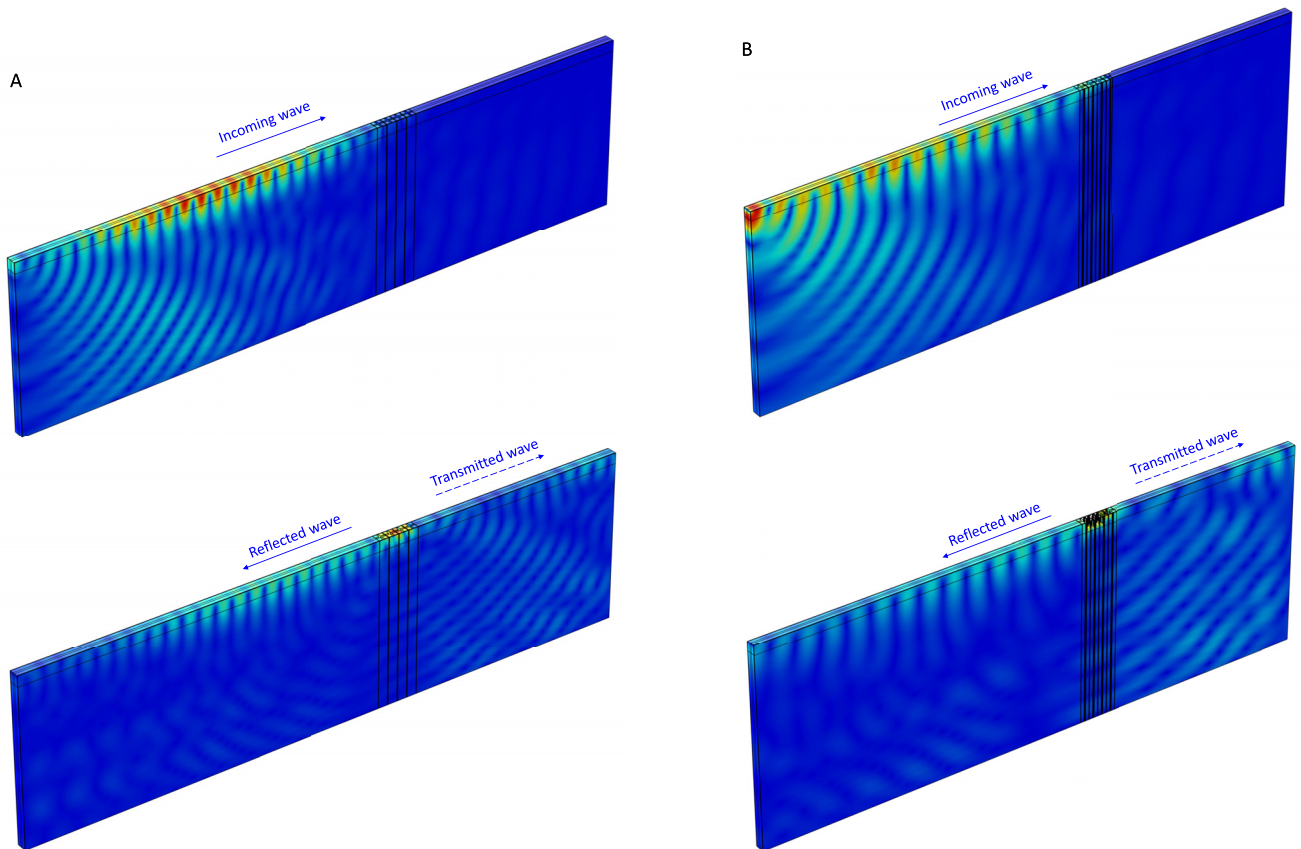 A
Incoming wave
B
Incoming wave
Transmitted wave
Reflected wave
Transmitted wave
Reflected wave